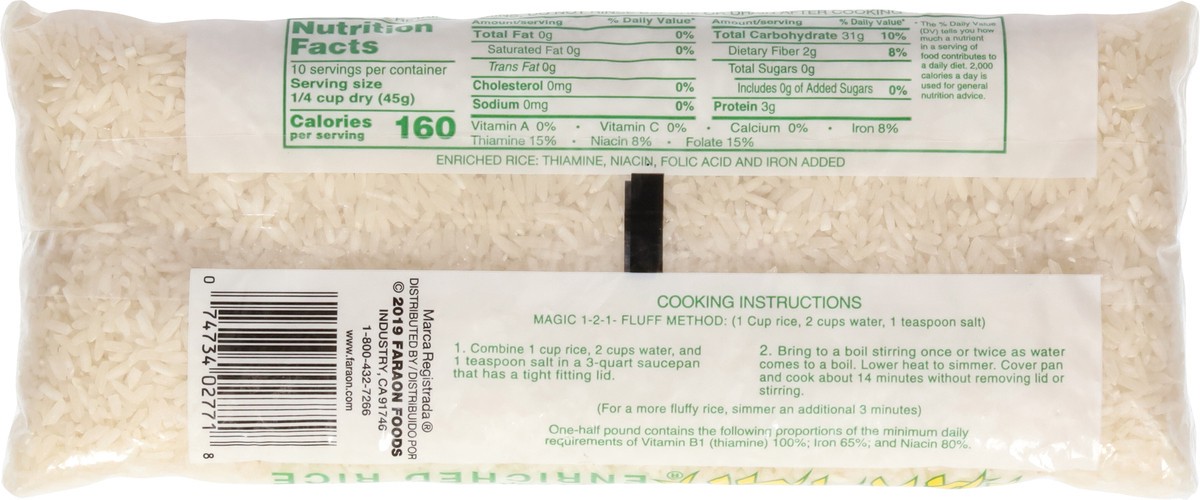 AFTER COOKING
Nutrition
Facts
10 servings per container
Serving size
1/4 cup dry (45g)
Calories
per serving
160
Amount/serving % Daily Value*
Total Fat 0g 0%
Saturated Fat 0g 0%
Trans Fat 0g
Cholesterol 0mg 0%
Sodium 0mg 0%
Amount/serving % Daily Value*
Total Carbohydrate 31g 10%
Dietary Fiber 2g 8%
Total Sugars 0g
Includes 0g of Added Sugars 0%
Protein 3g
Vitamin A 0% • Vitamin C 0% • Calcium 0% • Iron 8%
Thiamine 15% • Niacin 8% • Folate 15%
* The % Daily Value
(DV) tells you how
much a nutrient
in a serving of
food contributes to
a daily diet. 2,000
calories a day is
used for general
nutrition advice.
ENRICHED RICE: THIAMINE, NIACIN, FOLIC ACID AND IRON ADDED
0 74734 02771 8
Marca Registrada®
DISTRIBUTED BY / DISTRIBUIDO POR
© 2019 FARAON FOODS
INDUSTRY, CA 91746
1-800-432-7266
www.faraon.com
COOKING INSTRUCTIONS
MAGIC 1-2-1- FLUFF METHOD: (1 Cup rice, 2 cups water, 1 teaspoon salt)
1. Combine 1 cup rice, 2 cups water, and
1 teaspoon salt in a 3-quart saucepan
that has a tight fitting lid.
2. Bring to a boil stirring once or twice as water
comes to a boil. Lower heat to simmer. Cover pan
and cook about 14 minutes without removing lid or
stirring.
(For a more fluffy rice, simmer an additional 3 minutes)
One-half pound contains the following proportions of the minimum daily
requirements of Vitamin B1 (thiamine) 100%; Iron 65%; and Niacin 80%.
® ENRICHED RICE